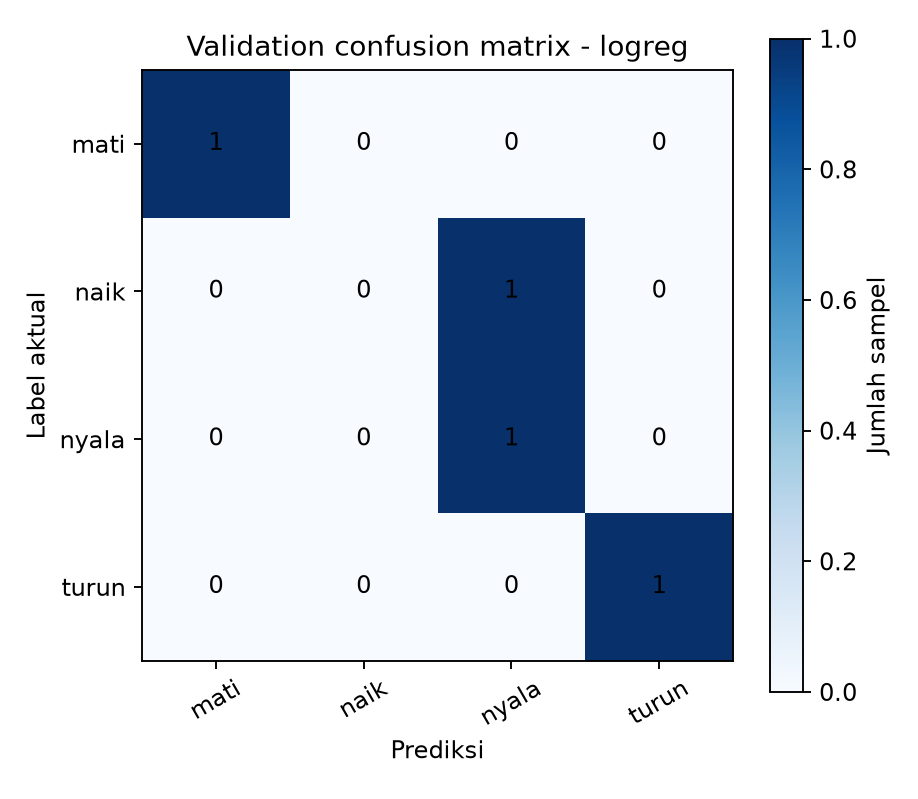 Validation confusion matrix - logreg
mati 1 0 0 0
naik 0 0 1 0
nyala 0 0 1 0
turun 0 0 0 1
mati naik nyala turun
Prediksi
Label aktual
1.0
0.8
0.6
0.4
0.2
0.0
Jumlah sampel